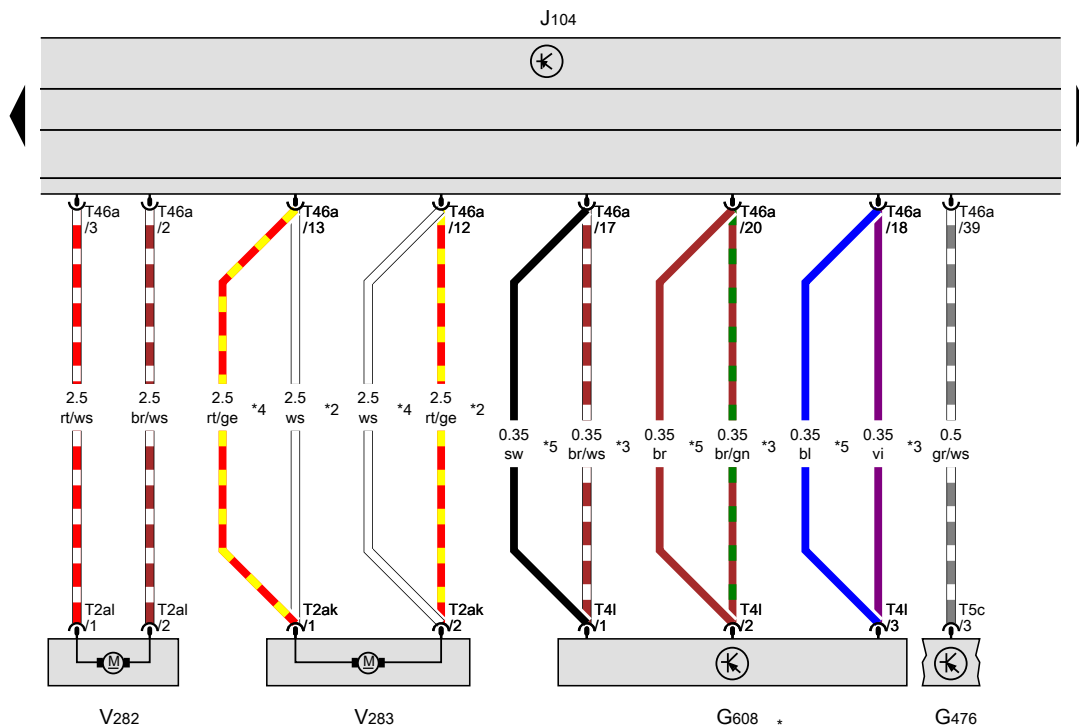 J104
T46a /3
T46a /2
T46a /13
T46a /12
T46a /17
T46a /20
T46a /18
T46a /39
2.5 rt/ws
2.5 br/ws
2.5 rt/ge
*4
2.5 ws
*2
2.5 ws
*4
2.5 rt/ge
*2
0.35 sw
*5
0.35 br/ws
*3
0.35 br
*5
0.35 br/gn
*3
0.35 bl
*5
0.35 vi
*3
0.5 gr/ws
T2al /1
T2al /2
T2ak /1
T2ak /2
T4l /1
T4l /2
T4l /3
T5c /3
M
M
V282
V283
G608 *
G476